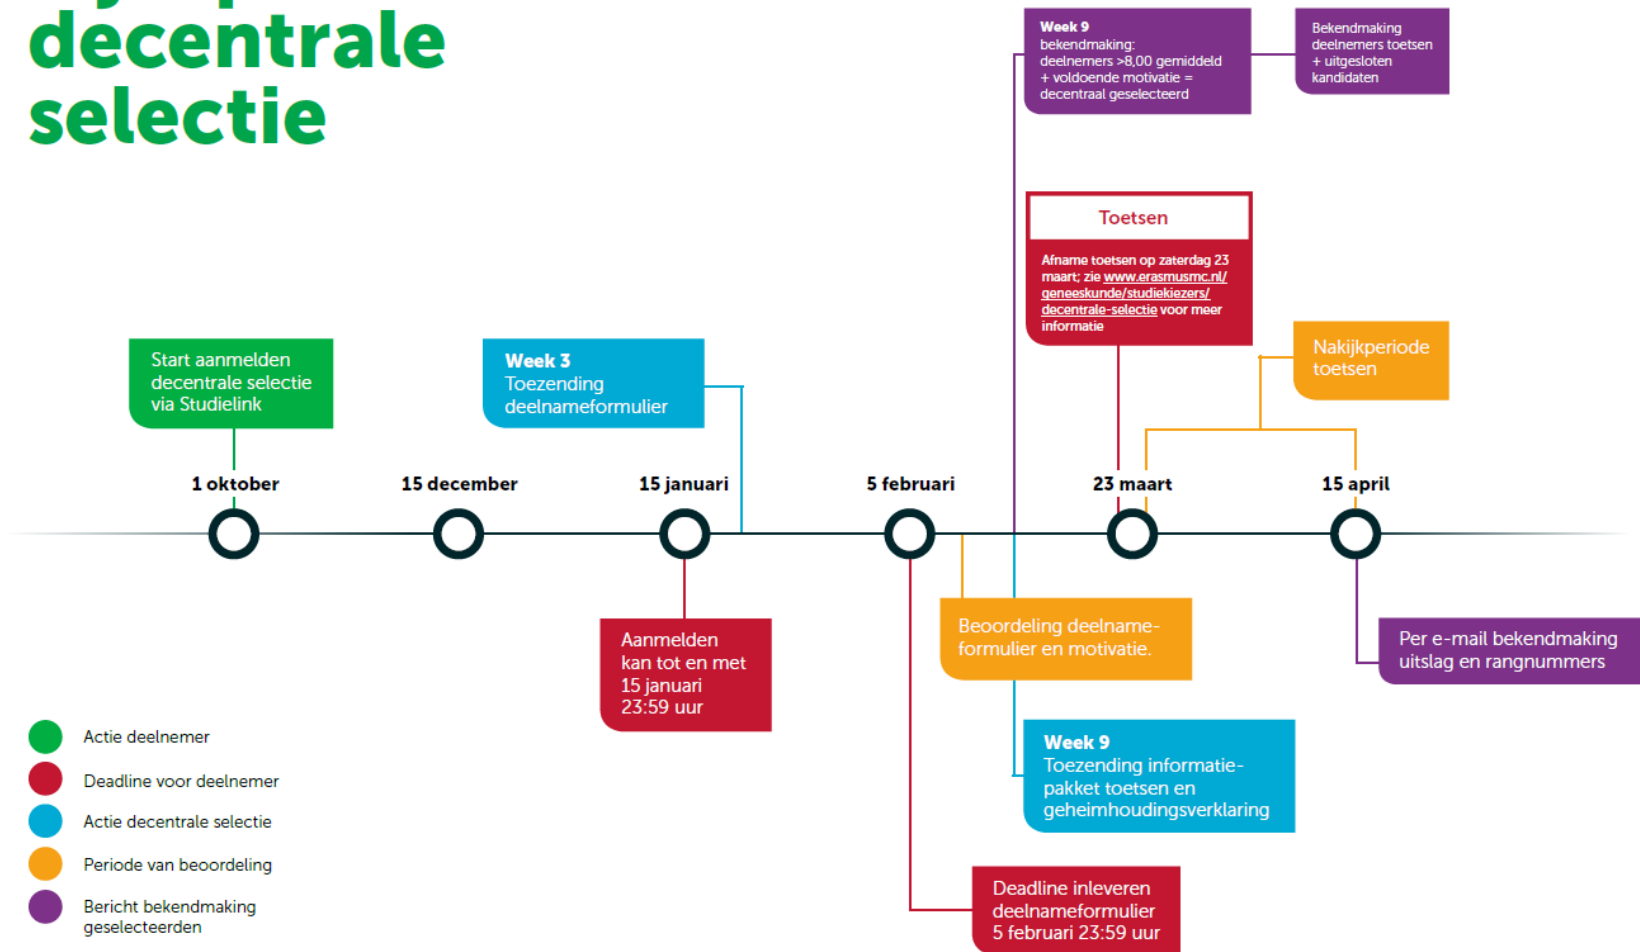 decentrale
selectie
Week 9
bekendmaking:
deelnemers >8,00 gemiddeld
+ voldoende motivatie =
decentraal geselecteerd
Bekendmaking
deelnemers toetsen
+ uitgesloten
kandidaten
Toetsen
Afname toetsen op zaterdag 23
maart; zie www.erasmusmc.nl/
geneeskunde/studiekiezers/
decentrale-selectie voor meer
informatie
Start aanmelden
decentrale selectie
via Studielink
Week 3
Toezending
deelnameformulier
Nakijkperiode
toetsen
1 oktober
15 december
15 januari
5 februari
23 maart
15 april
Aanmelden
kan tot en met
15 januari
23:59 uur
Beoordeling deelname-
formulier en motivatie.
Per e-mail bekendmaking
uitslag en rangnummers
Week 9
Toezending informatie-
pakket toetsen en
geheimhoudingsverklaring
Deadline inleveren
deelnameformulier
5 februari 23:59 uur
Actie deelnemer
Deadline voor deelnemer
Actie decentrale selectie
Periode van beoordeling
Bericht bekendmaking
geselecteerden